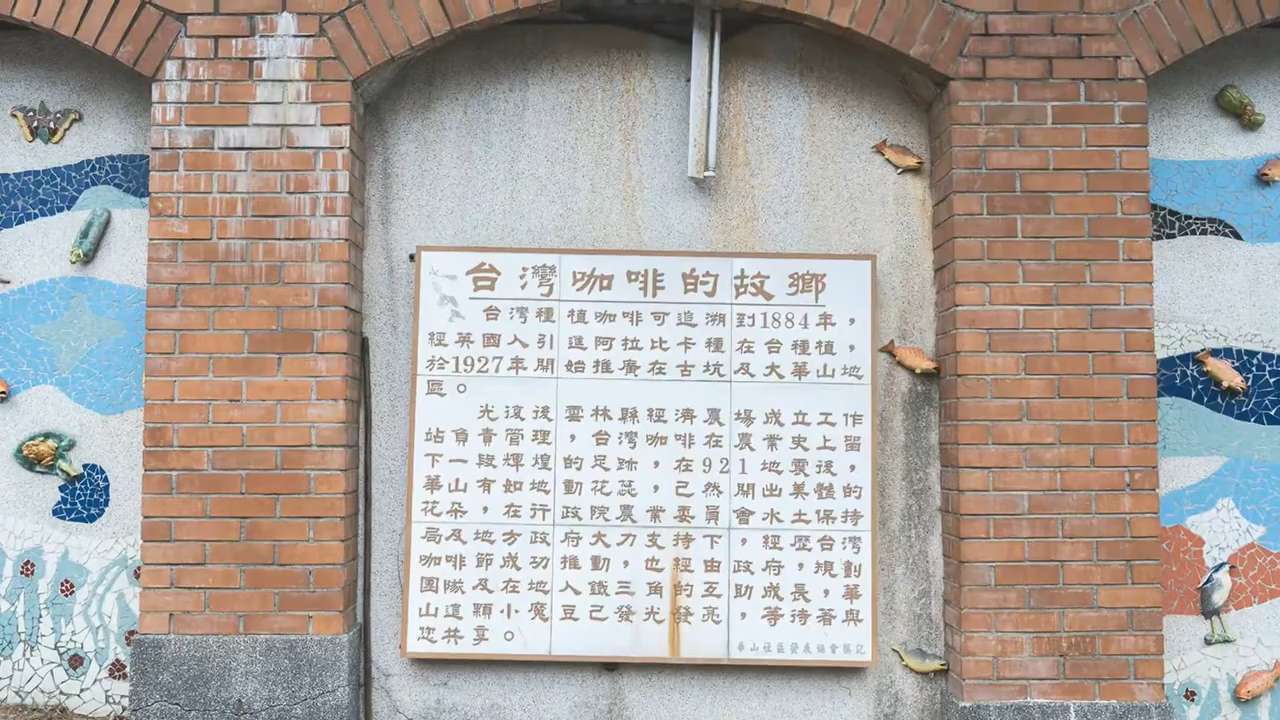 台灣咖啡的故鄉
台灣種植咖啡可追溯到1884年，
經英國人引進阿拉比卡種在台種植，
於1927年開始推廣在古坑及大華山地
區。
光復後雲林縣經濟農場成立工作
站負責管理，台灣咖啡在農業史上留
下一段輝煌的足跡，在921地震後，
華山有如地動花蕊，己然開出美豔的
花朵，在行政院農業委員會水土保持
局及地方政府大力支持下，經歷台灣
咖啡節成功推動，也經由政府，規劃
團隊及在地人鐵三角的互助成長，華
山這顆小魔豆己發光發亮，等待著與
您共享。
華山社區發展協會謹記